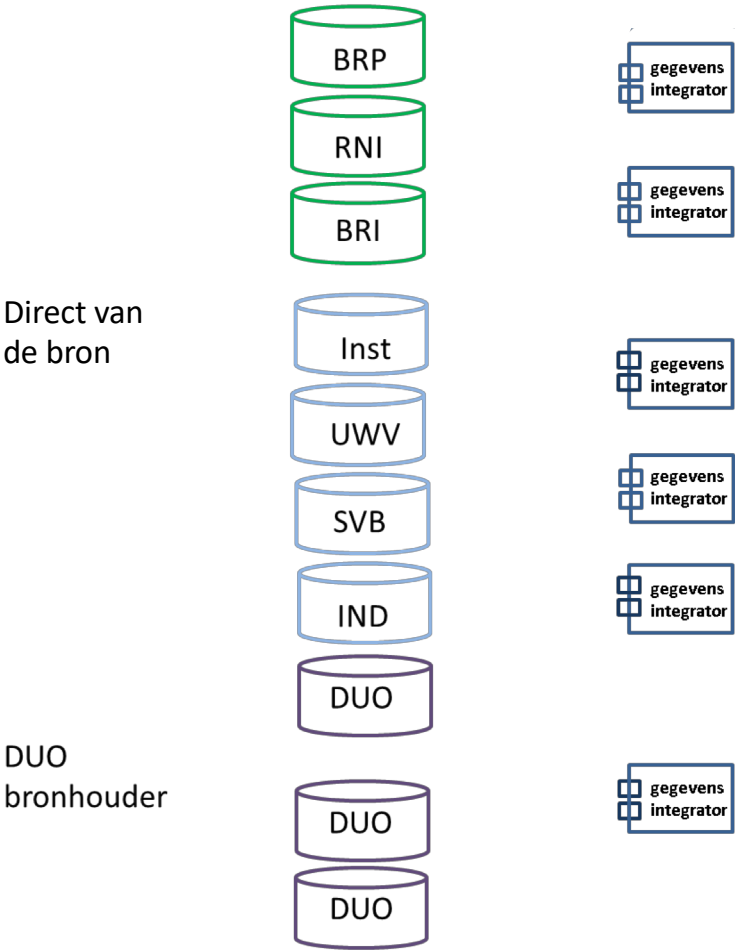 BRP
gegevens
integrator
RNI
gegevens
integrator
BRI
Direct van
de bron
Inst
gegevens
integrator
UWV
gegevens
integrator
SVB
IND
gegevens
integrator
DUO
DUO
bronhouder
gegevens
integrator
DUO
DUO